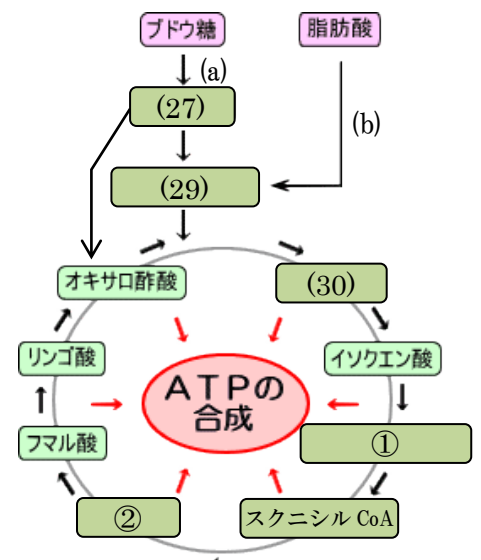 ブドウ糖
脂肪酸
(a)
(27)
(b)
(29)
オキサロ酢酸
(30)
リンゴ酸
イソクエン酸
ATPの
合成
フマル酸
①
②
スクニシル CoA